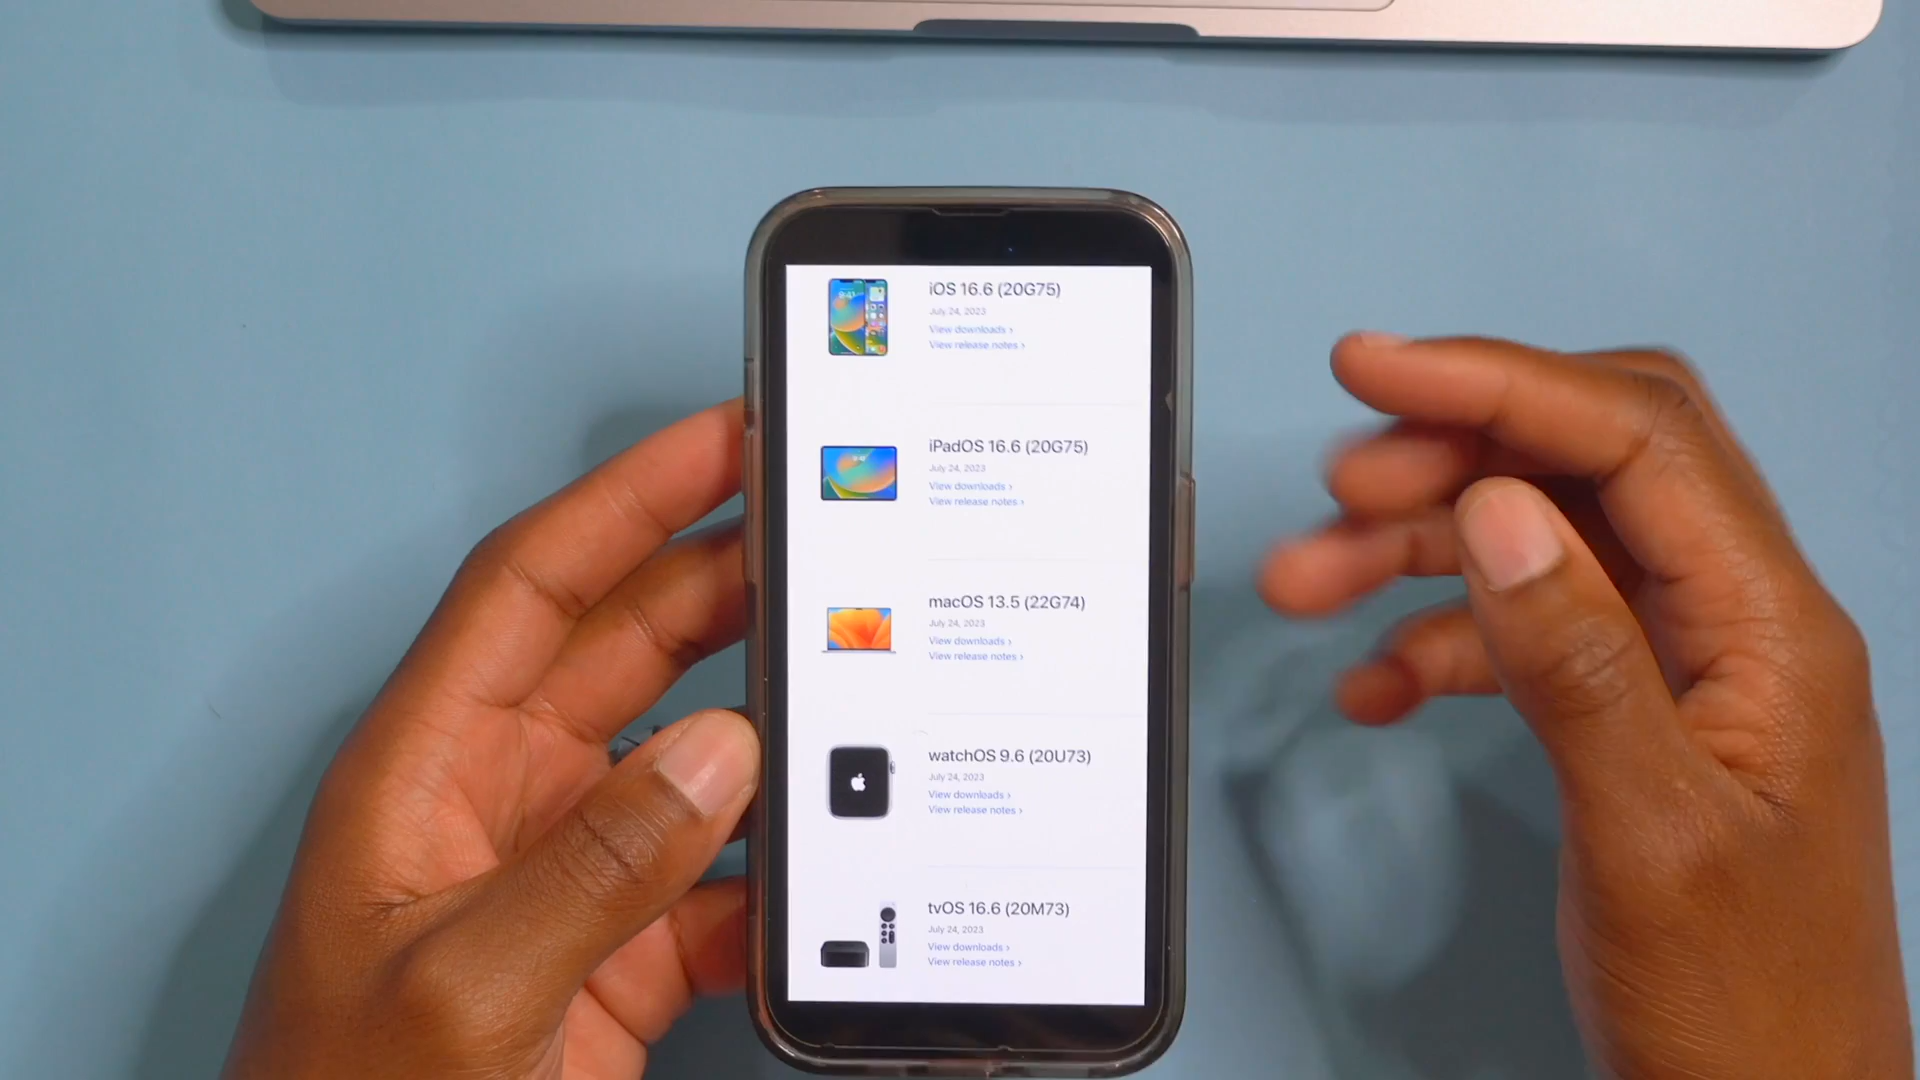 iOS 16.6 (20G75)
July 24, 2023
View downloads ›
View release notes ›
iPadOS 16.6 (20G75)
July 24, 2023
View downloads ›
View release notes ›
macOS 13.5 (22G74)
July 24, 2023
View downloads ›
View release notes ›
watchOS 9.6 (20U73)
July 24, 2023
View downloads ›
View release notes ›
tvOS 16.6 (20M73)
July 24, 2023
View downloads ›
View release notes ›